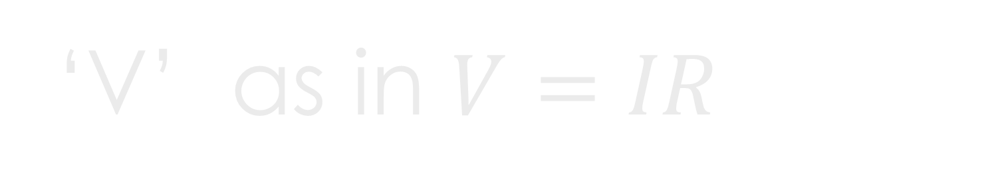 ‘V’ as in V = IR